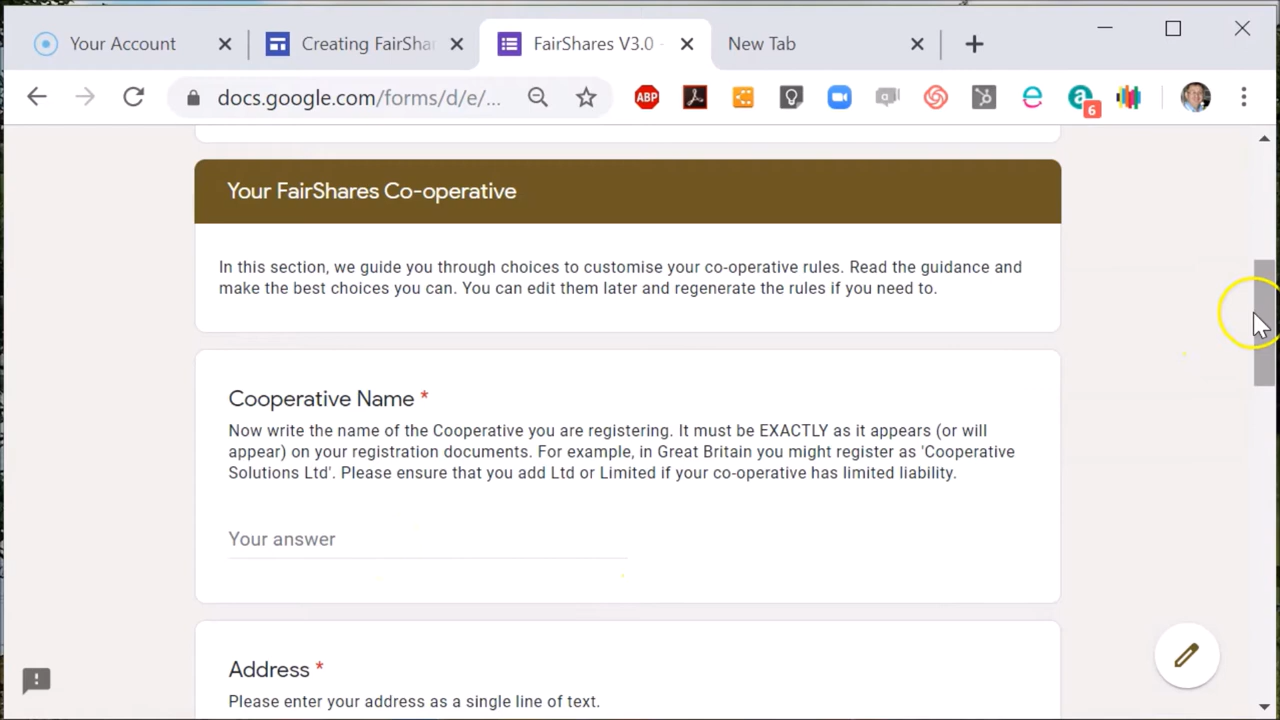 Your Account
Creating FairSha
FairShares V3.0 -
New Tab
docs.google.com/forms/d/e/...
ABP
6
Your FairShares Co-operative
In this section, we guide you through choices to customise your co-operative rules. Read the guidance and
make the best choices you can. You can edit them later and regenerate the rules if you need to.
Cooperative Name *
Now write the name of the Cooperative you are registering. It must be EXACTLY as it appears (or will
appear) on your registration documents. For example, in Great Britain you might register as 'Cooperative
Solutions Ltd'. Please ensure that you add Ltd or Limited if your co-operative has limited liability.
Your answer
Address *
Please enter your address as a single line of text.